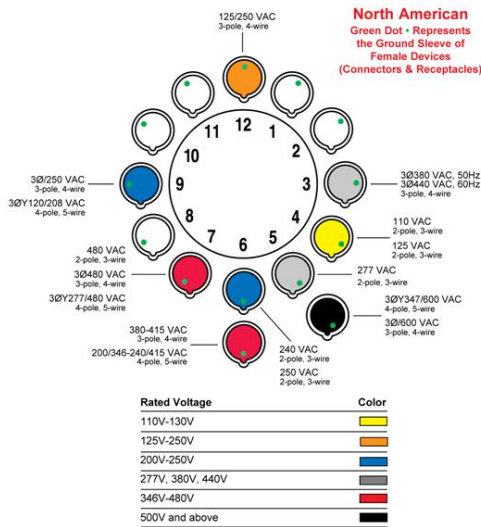 125/250 VAC
3-pole, 4-wire
North American
Green Dot • Represents
the Ground Sleeve of
Female Devices
(Connectors & Receptacles)
12
11
1
10
2
9
3
8
4
7
5
6
3Ø/250 VAC
3-pole, 4-wire
3ØY120/208 VAC
4-pole, 5-wire
3Ø380 VAC, 50Hz
3Ø440 VAC, 60Hz
3-pole, 4-wire
110 VAC
2-pole, 3-wire
125 VAC
2-pole, 3-wire
480 VAC
2-pole, 3-wire
3Ø480 VAC
3-pole, 4-wire
3ØY277/480 VAC
4-pole, 5-wire
277 VAC
2-pole, 3-wire
3ØY347/600 VAC
4-pole, 5-wire
3Ø/600 VAC
3-pole, 4-wire
380-415 VAC
3-pole, 4-wire
200/346-240/415 VAC
4-pole, 5-wire
240 VAC
2-pole, 3-wire
250 VAC
2-pole, 3-wire
Rated Voltage Color
110V-130V
125V-250V
200V-250V
277V, 380V, 440V
346V-480V
500V and above